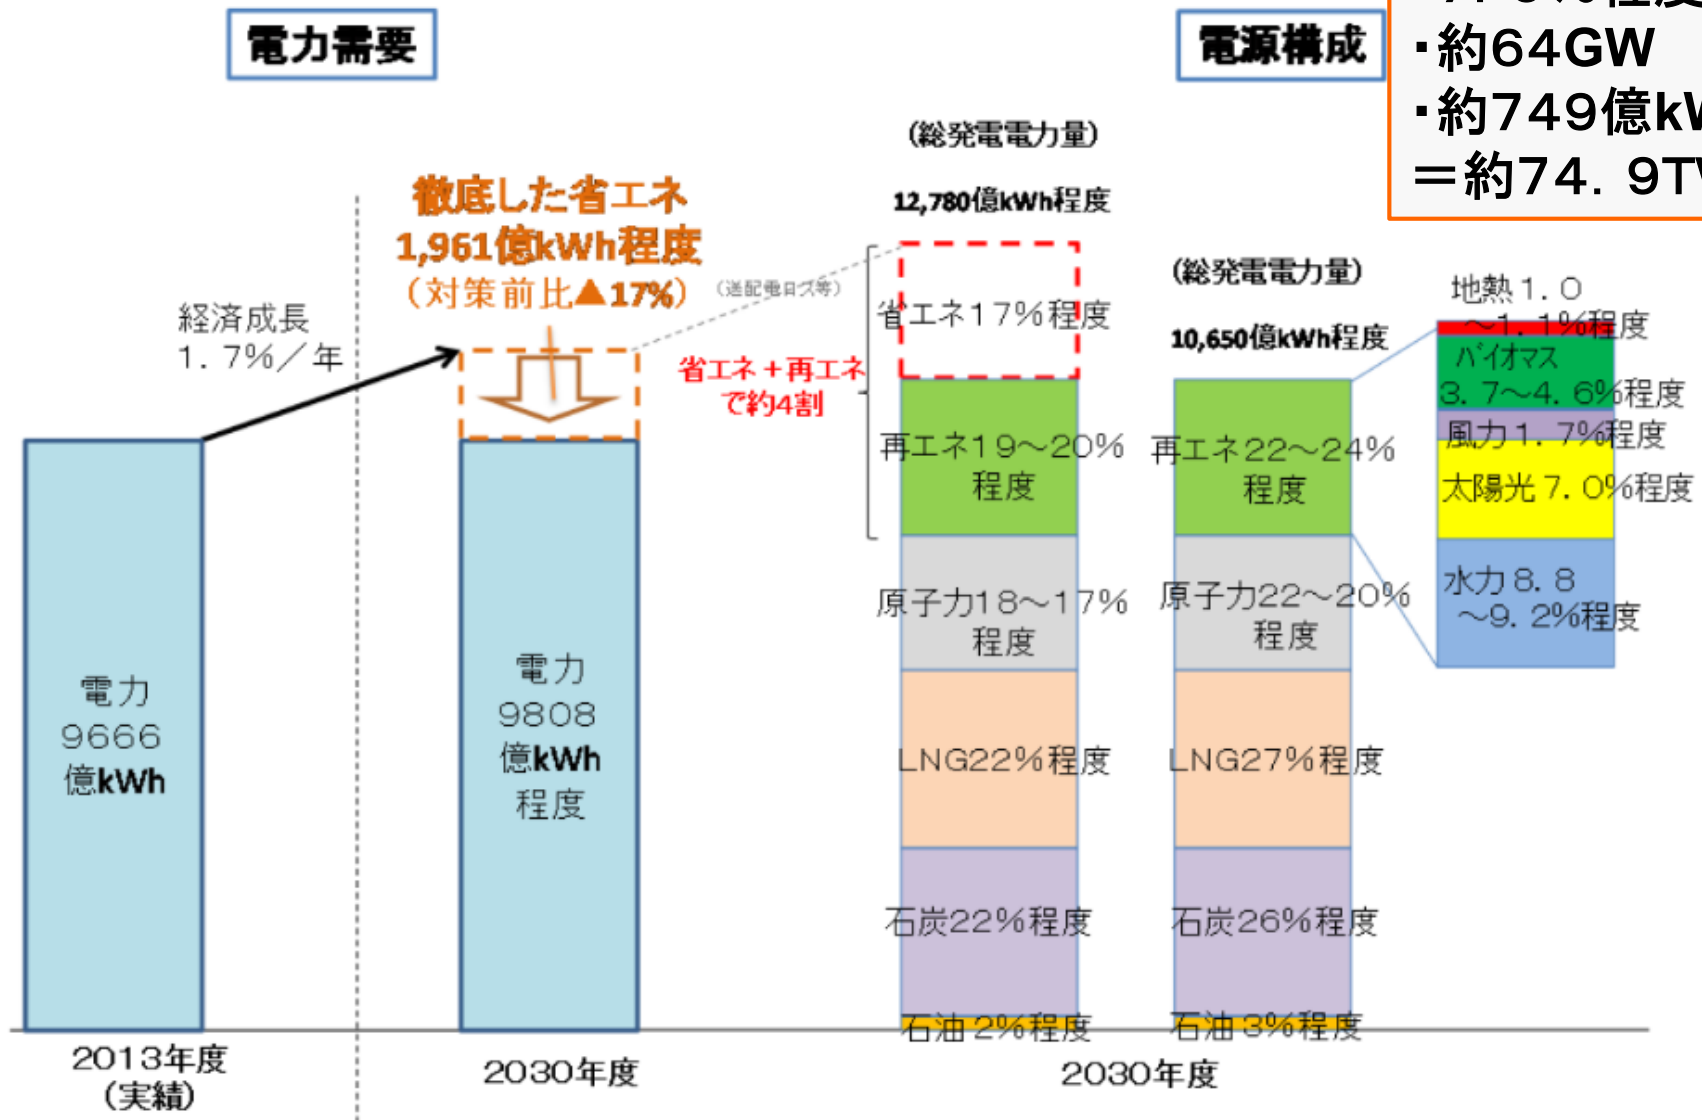 電力需要
電源構成
・約64GW
・約749億kW
＝約74．9TW
徹底した省エネ
1,961億kWh程度
（対策前比▲17%）
経済成長
1．7%／年
（送配電ロス等）
電力
9666
億kWh
電力
9808
億kWh
程度
2013年度
（実績）
2030年度
（総発電電力量）
12,780億kWh程度
省エネ17%程度
省エネ＋再エネ
で約4割
再エネ19～20%
程度
原子力18～17%
程度
LNG22%程度
石炭22%程度
石油 2%程度
（総発電電力量）
10,650億kWh程度
再エネ22～24%
程度
原子力22～20%
程度
LNG27%程度
石炭26%程度
石油 3%程度
2030年度
地熱 1．0
～1．1%程度
バイオマス
3．7～4．6%程度
風力 1．7%程度
太陽光 7．0%程度
水力 8．8
～9．2%程度